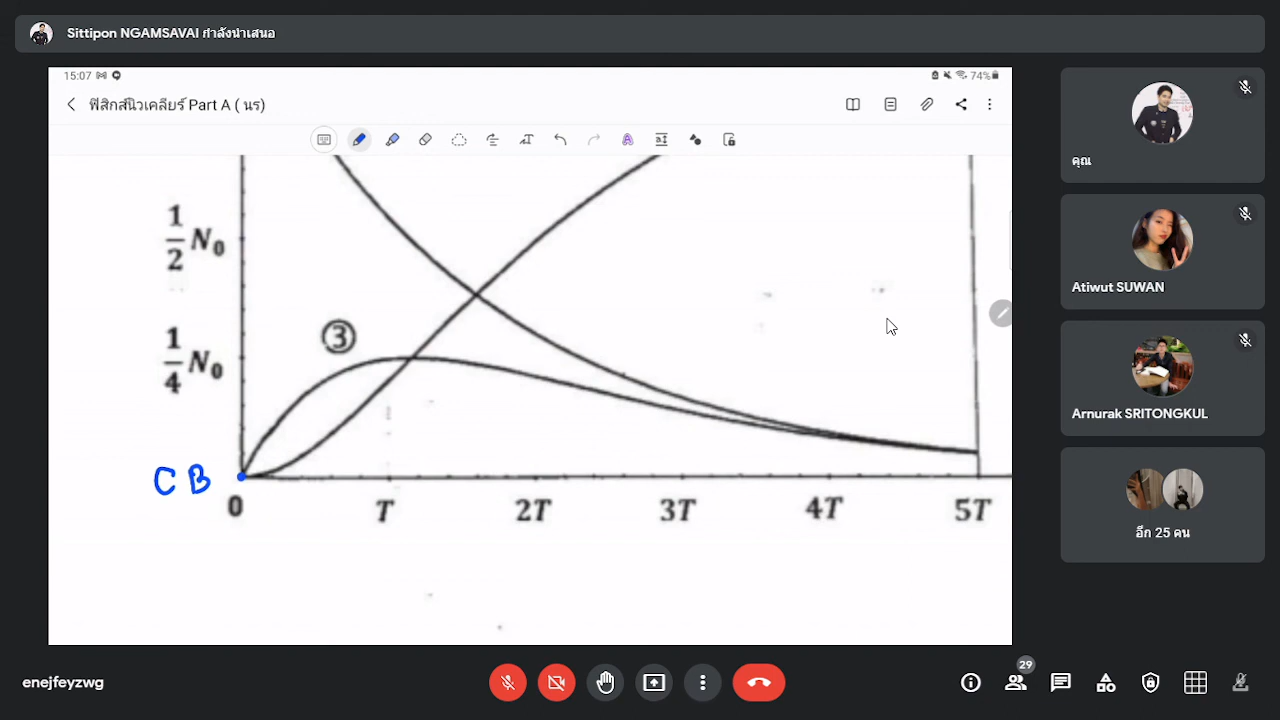 Sittipon NGAMSAVAI กำลังนำเสนอ
15:07
74%
ฟิสิกส์นิวเคลียร์ Part A ( นร)
1/2 N₀
③
1/4 N₀
C B
0 T 2T 3T 4T 5T
คุณ
Atiwut SUWAN
Arnurak SRITONGKUL
อีก 25 คน
enejfeyzwg
29